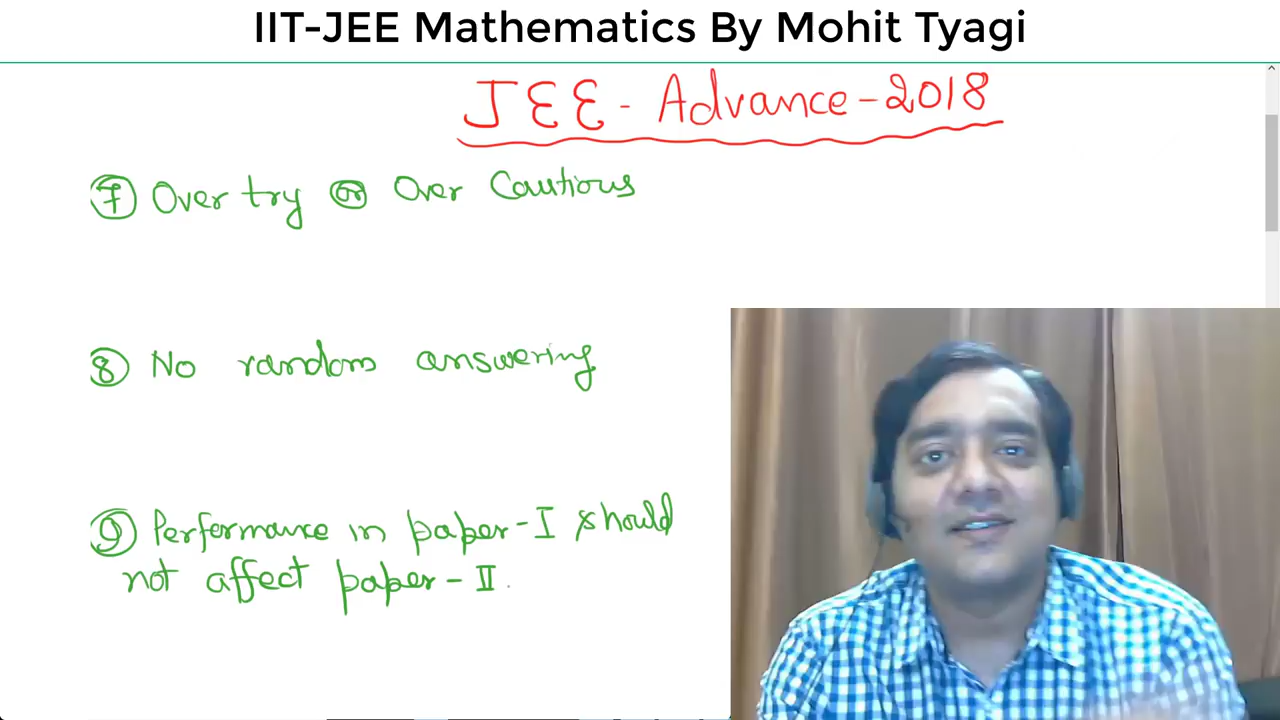 IIT-JEE Mathematics By Mohit Tyagi
JEE - Advance - 2018
7 Over try or Over Cautious
8 No random answering
9 Performance in paper - I should
not affect paper - II.